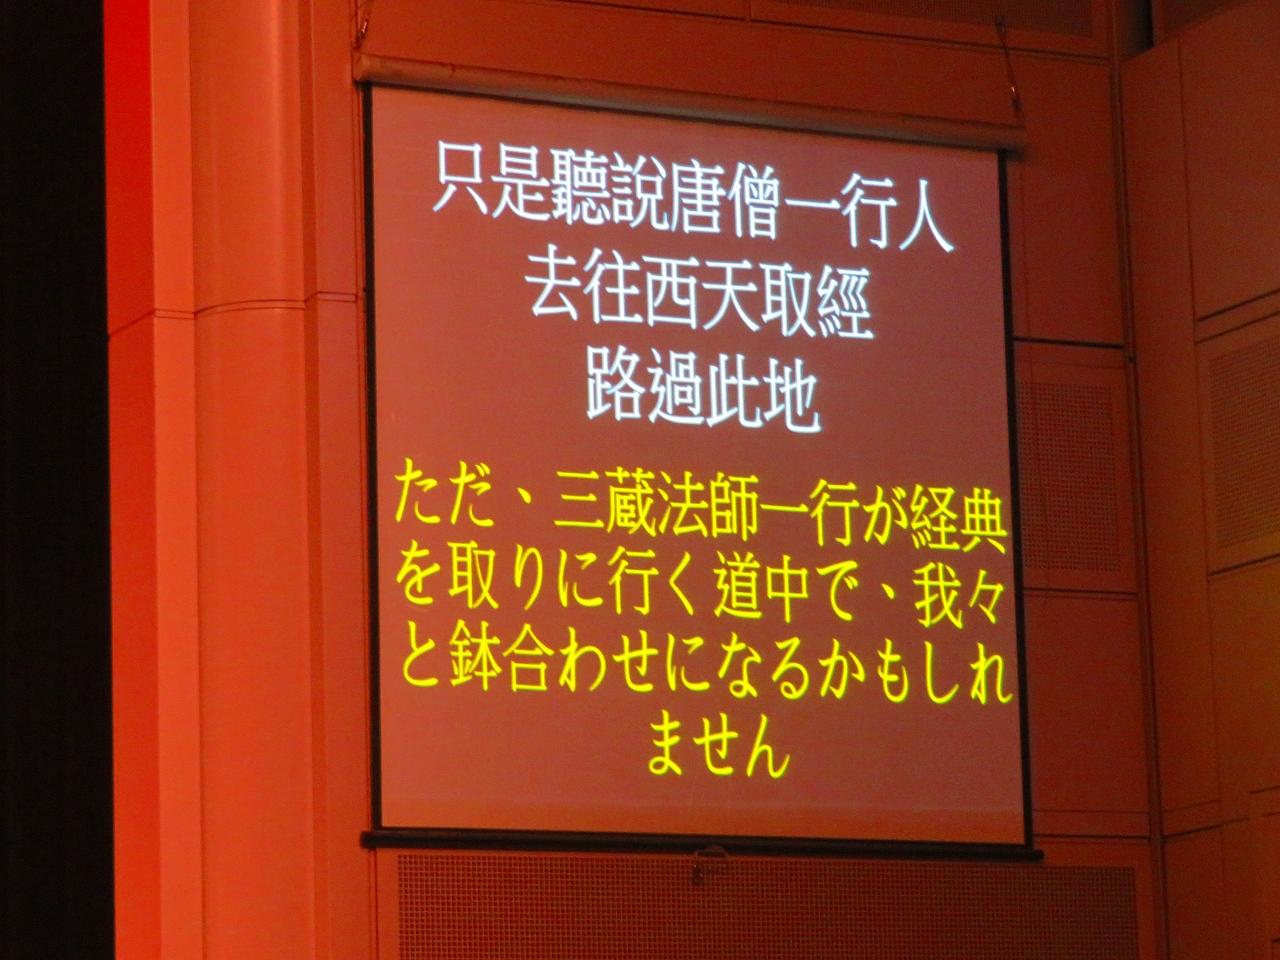 只是聽說唐僧一行人
去往西天取經
路過此地
ただ、三蔵法師一行が経典
を取りに行く道中で、我々
と鉢合わせになるかもしれ
ません